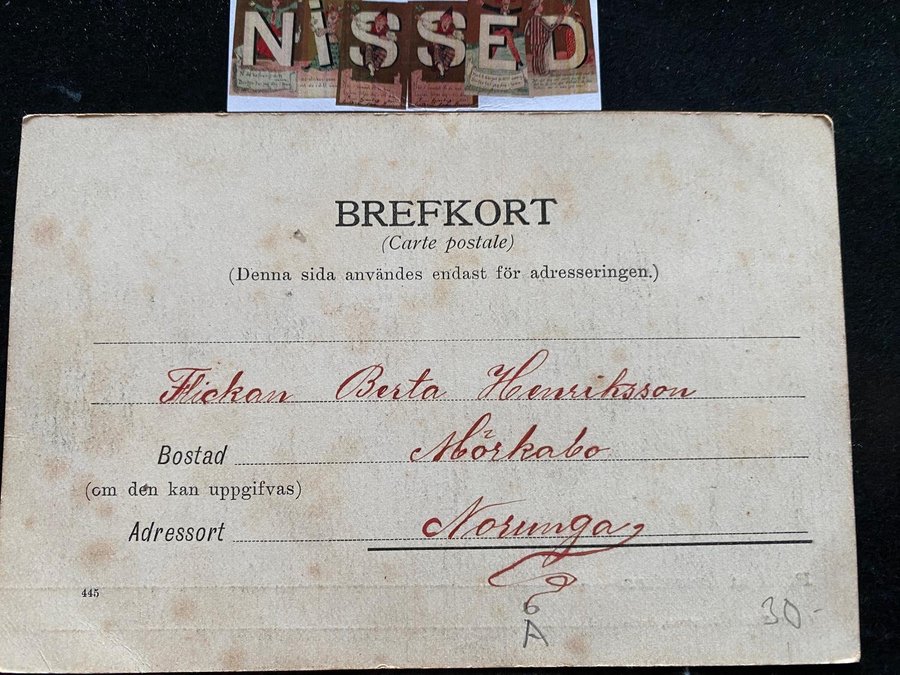 NISSED
BREFKORT
(Carte postale)
(Denna sida användes endast för adresseringen.)
Flickan Berta Henriksson
Bostad Mörkabo
(om den kan uppgifvas)
Adressort Norunga
445
6
A
30-